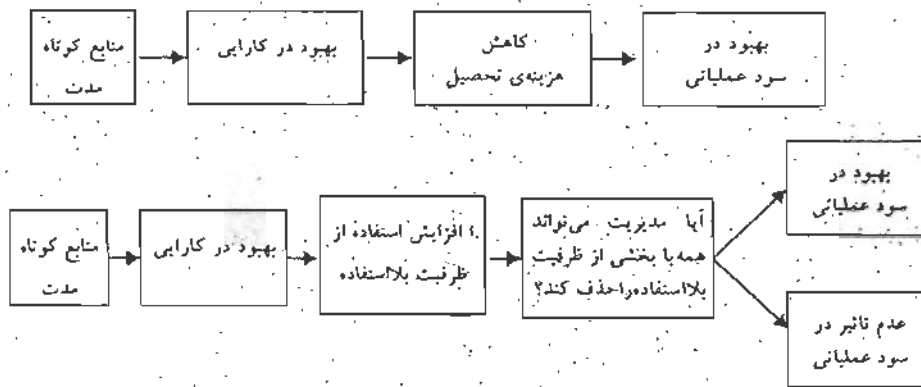 منابع کوتاه
مدت
بهبود در کارایی
کاهش
هزینه‌ی تحصیل
بهبود در
سود عملیاتی
منابع کوتاه
مدت
بهبود در کارایی
افزایش استفاده از
ظرفیت بلااستفاده
آیا مدیریت می‌تواند
همه یا بخشی از ظرفیت
بلااستفاده را حذف کند؟
بهبود در
سود عملیاتی
عدم تاثیر در
سود عملیاتی